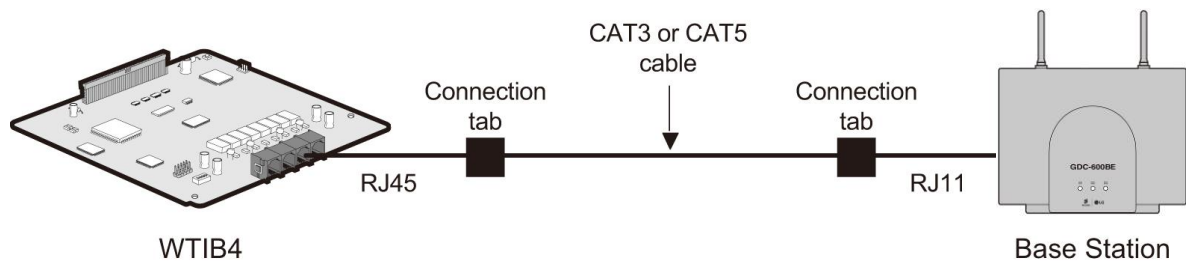 CAT3 or CAT5
cable
Connection
tab
Connection
tab
RJ45
RJ11
GDC-600BE
WTIB4
Base Station